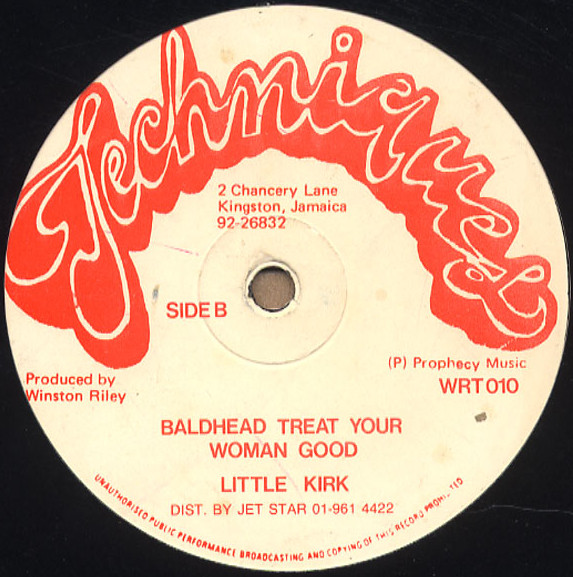 Techniques
2 Chancery Lane
Kingston, Jamaica
92-26832
SIDE B
(P) Prophecy Music
WRT 010
Produced by
Winston Riley
BALDHEAD TREAT YOUR
WOMAN GOOD
LITTLE KIRK
DIST. BY JET STAR 01-961 4422
UNAUTHORISED PUBLIC PERFORMANCE BROADCASTING AND COPYING OF THIS RECORD PROHIBITED